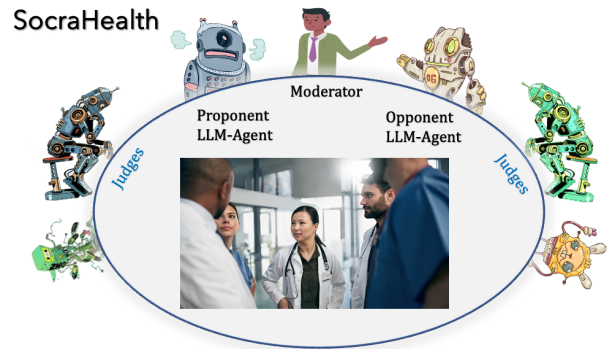 SocraHealth
Moderator
Proponent
LLM-Agent
Opponent
LLM-Agent
Judges
Judges